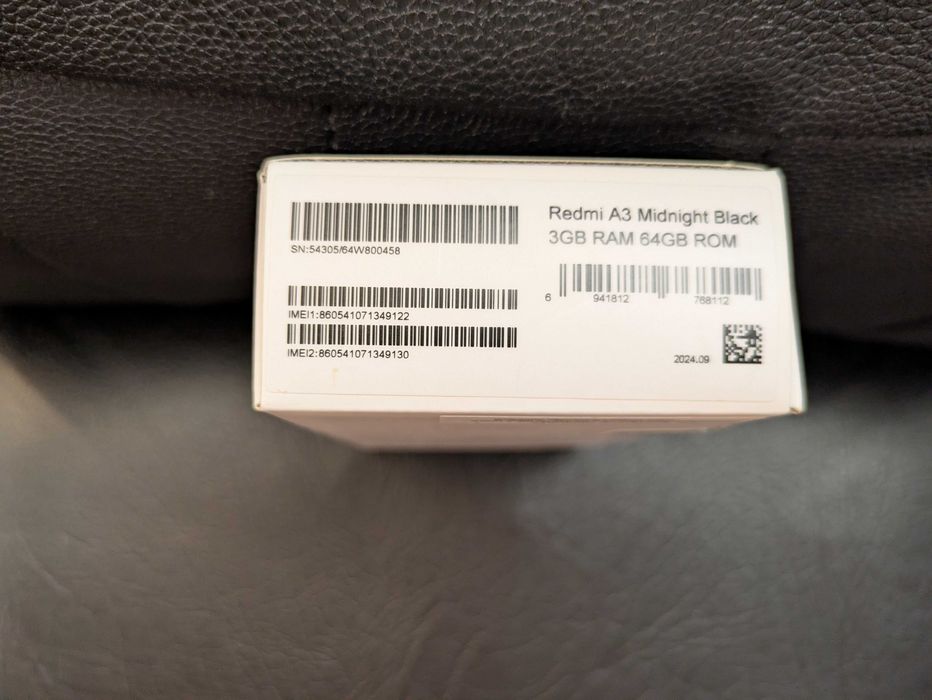 SN:54305/64W800458
IMEI1:860541071349122
IMEI2:860541071349130
Redmi A3 Midnight Black
3GB RAM 64GB ROM
6 941812 768112
2024.09